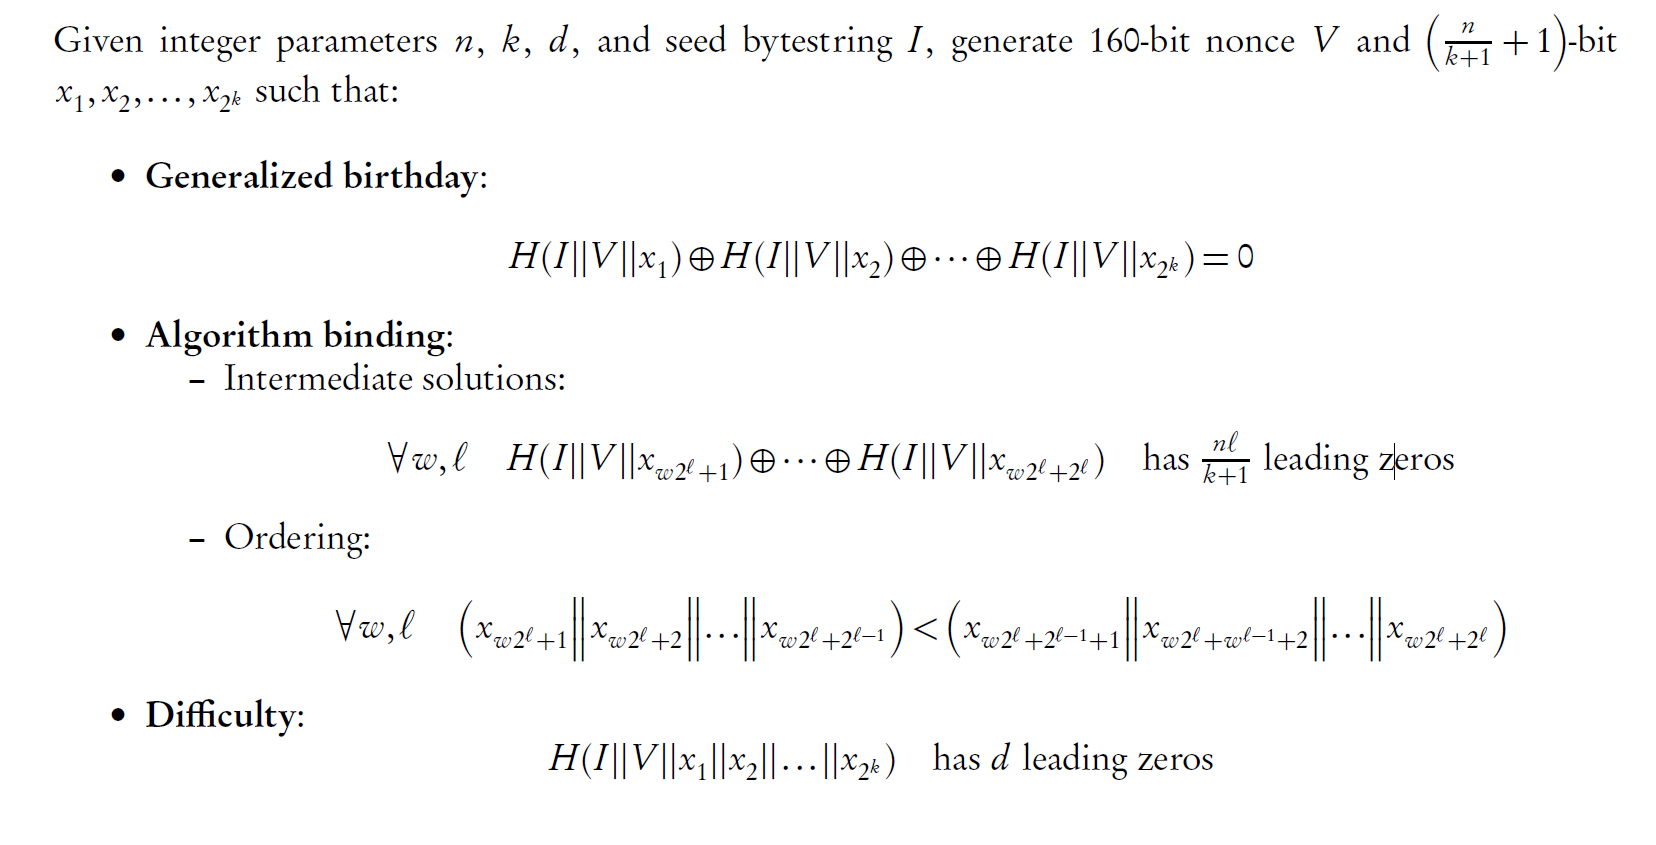 Given integer parameters n, k, d, and seed bytestring I, generate 160-bit nonce V and (n/(k+1) + 1)-bit
x_1, x_2, ..., x_{2^k} such that:
• Generalized birthday:
H(I||V||x_1) ⊕ H(I||V||x_2) ⊕ ··· ⊕ H(I||V||x_{2^k}) = 0
• Algorithm binding:
– Intermediate solutions:
∀w, ℓ H(I||V||x_{w2^ℓ+1}) ⊕ ··· ⊕ H(I||V||x_{w2^ℓ+2^ℓ}) has nℓ/(k+1) leading zeros
– Ordering:
∀w, ℓ (x_{w2^ℓ+1}||x_{w2^ℓ+2}||...||x_{w2^ℓ+2^{ℓ−1}}) < (x_{w2^ℓ+2^{ℓ−1}+1}||x_{w2^ℓ+w^{ℓ−1}+2}||...||x_{w2^ℓ+2^ℓ})
• Difficulty:
H(I||V||x_1||x_2||...||x_{2^k}) has d leading zeros